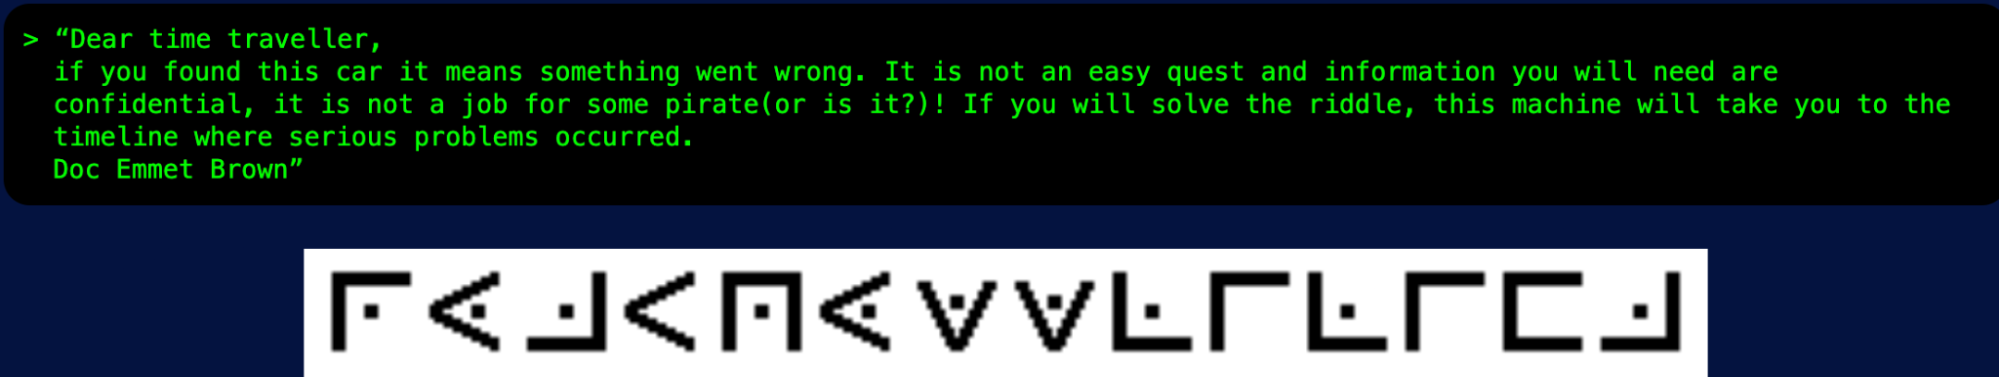 > “Dear time traveller,
if you found this car it means something went wrong. It is not an easy quest and information you will need are
confidential, it is not a job for some pirate(or is it?)! If you will solve the riddle, this machine will take you to the
timeline where serious problems occurred.
Doc Emmet Brown”